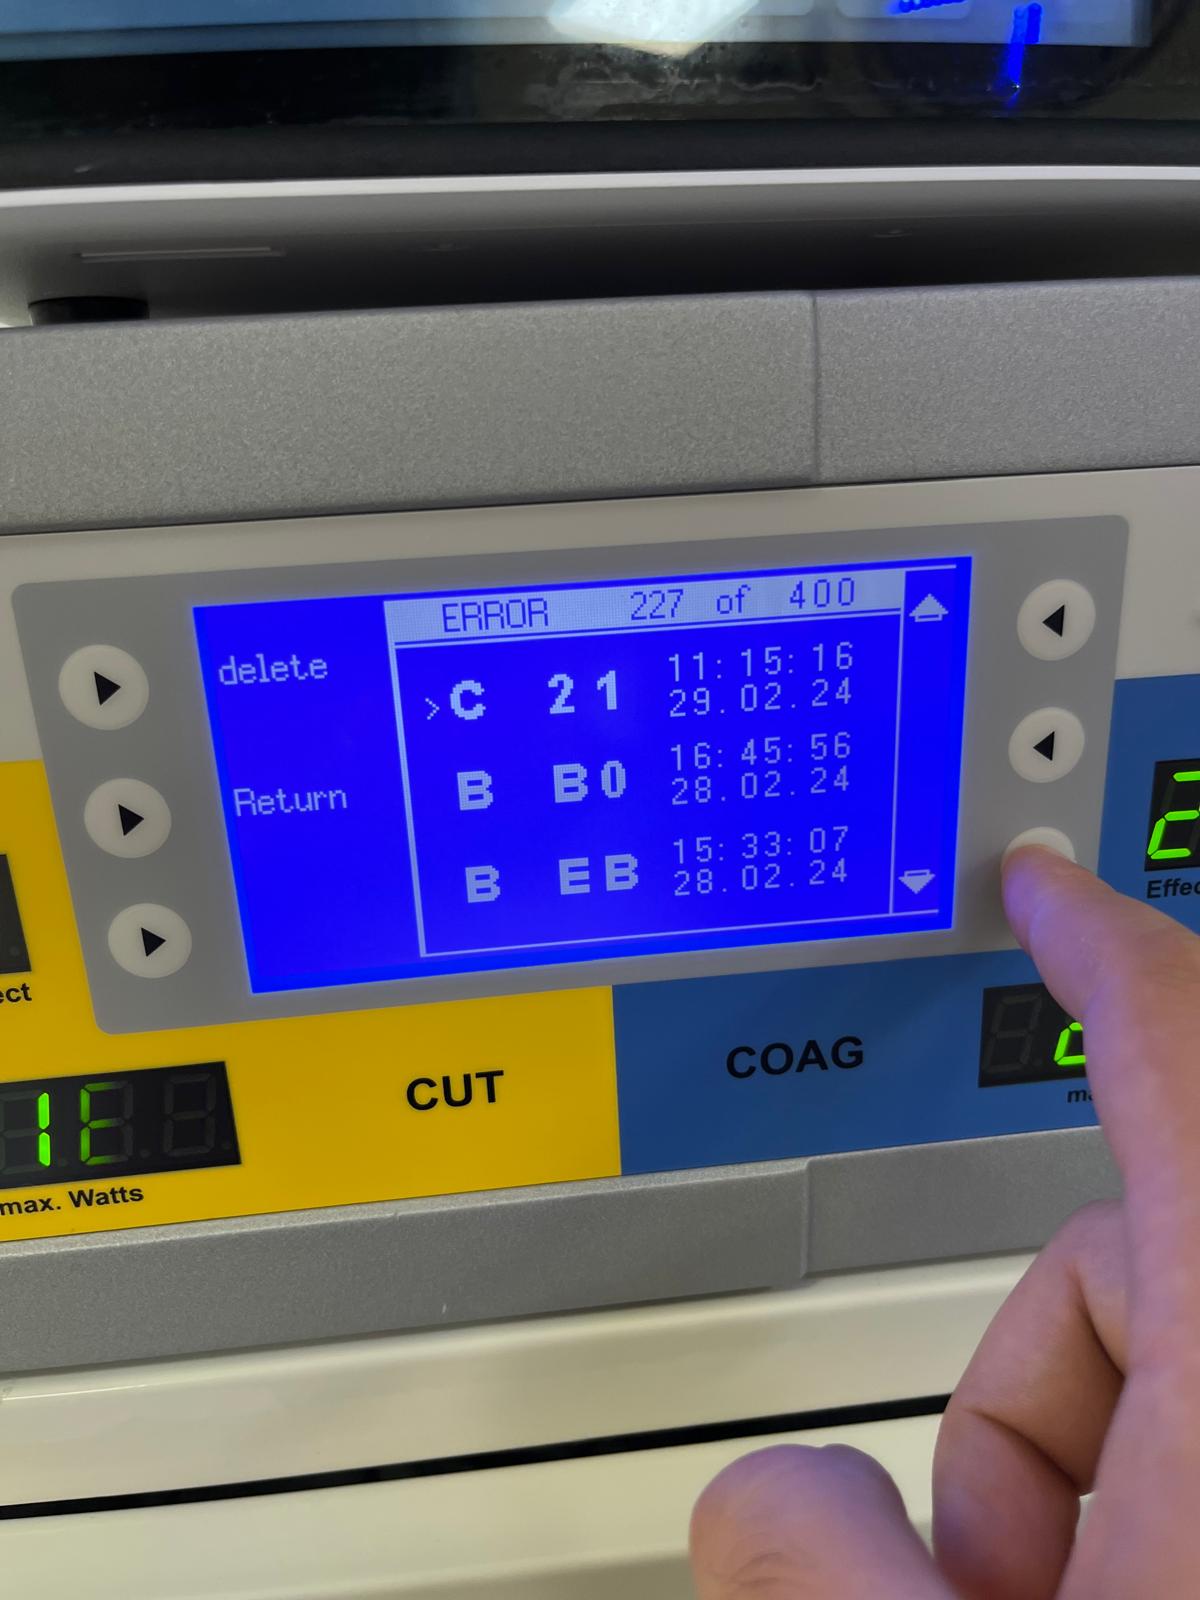 ERROR 227 of 400
delete
>C 21 11:15:16
29.02.24
Return
B B0 16:45:56
28.02.24
B EB 15:33:07
28.02.24
CUT
COAG
1E
max. Watts